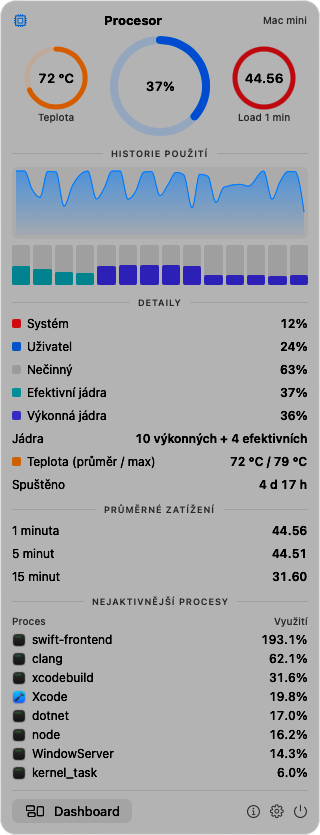 Procesor
Mac mini
72 °C
37%
44.56
Teplota
Load 1 min
HISTORIE POUŽITÍ
DETAILY
Systém 12%
Uživatel 24%
Nečinný 63%
Efektivní jádra 37%
Výkonná jádra 36%
Jádra 10 výkonných + 4 efektivních
Teplota (průměr / max) 72 °C / 79 °C
Spuštěno 4 d 17 h
PRŮMĚRNÉ ZATÍŽENÍ
1 minuta 44.56
5 minut 44.51
15 minut 31.60
NEJAKTIVNĚJŠÍ PROCESY
Proces Využití
swift-frontend 193.1%
clang 62.1%
xcodebuild 31.6%
Xcode 19.8%
dotnet 17.0%
node 16.2%
WindowServer 14.3%
kernel_task 6.0%
Dashboard